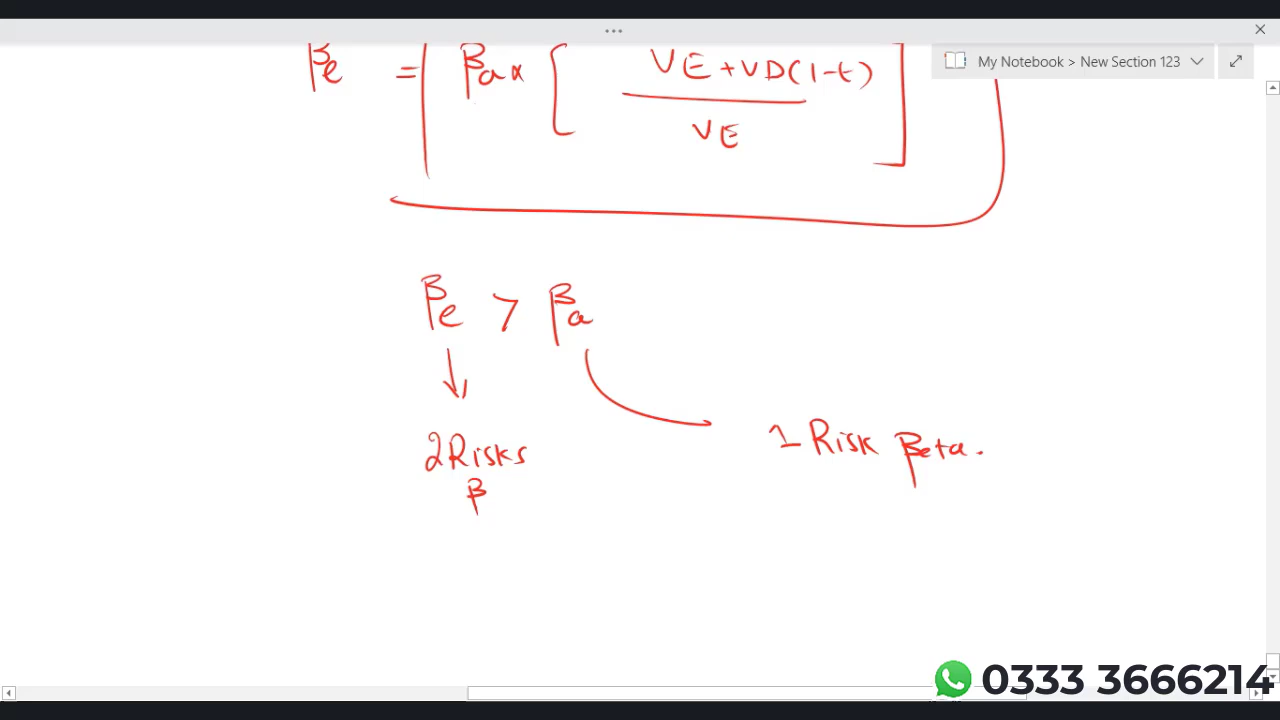 My Notebook > New Section 123
βe = [ βa x [ VE + VD(1-t) / VE ]
βe > βa
2 Risks β
1 Risk Beta.
0333 3666214